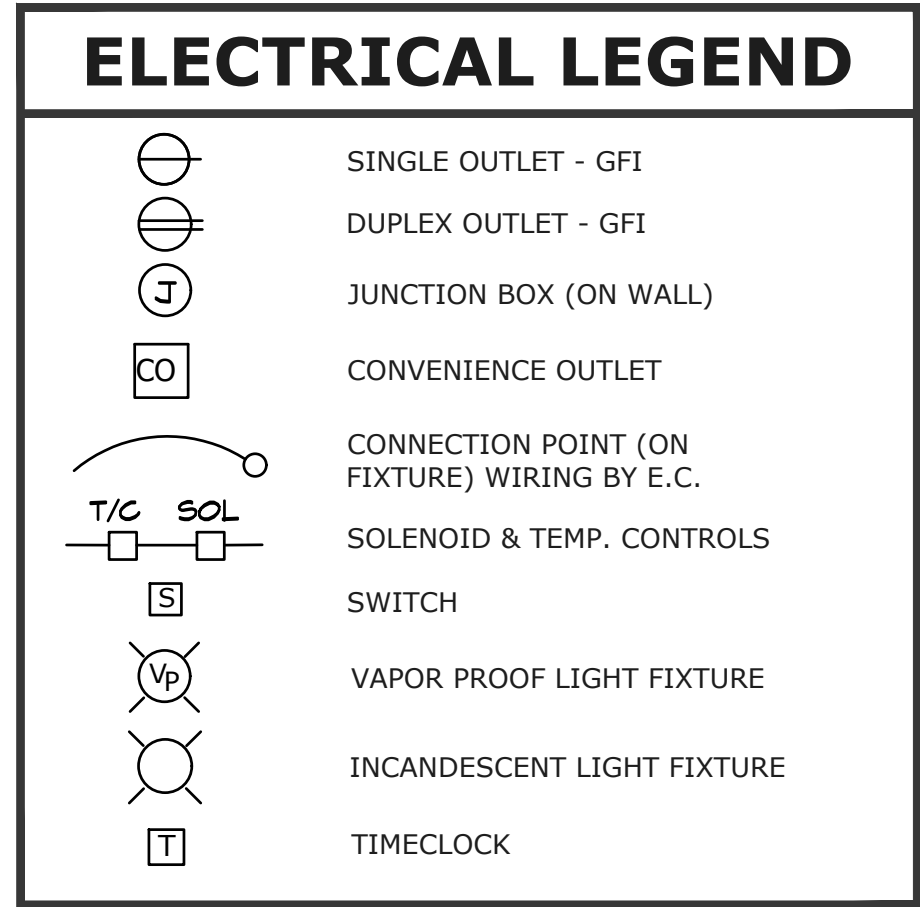 ELECTRICAL LEGEND
SINGLE OUTLET - GFI
DUPLEX OUTLET - GFI
J JUNCTION BOX (ON WALL)
CO CONVENIENCE OUTLET
CONNECTION POINT (ON
FIXTURE) WIRING BY E.C.
T/C SOL
SOLENOID & TEMP. CONTROLS
S SWITCH
VP VAPOR PROOF LIGHT FIXTURE
INCANDESCENT LIGHT FIXTURE
T TIMECLOCK